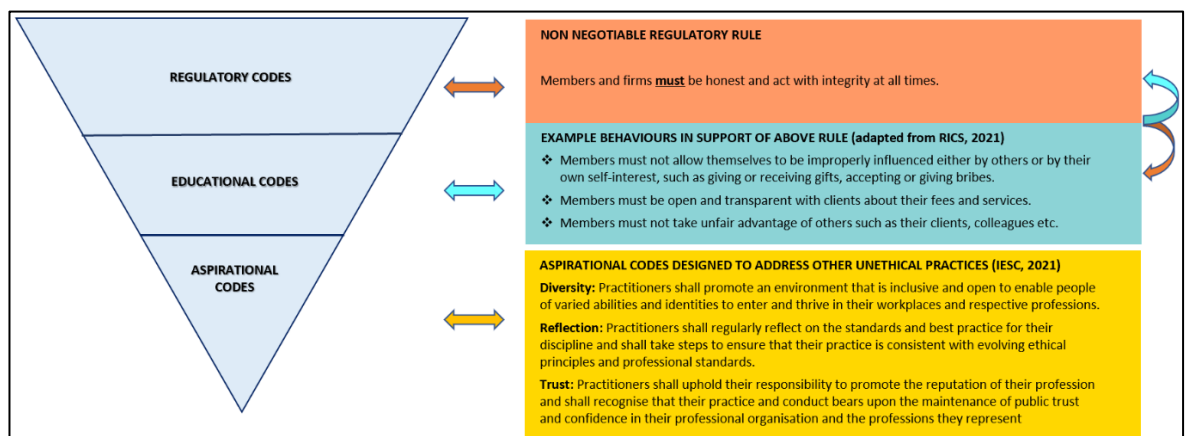 REGULATORY CODES
EDUCATIONAL CODES
ASPIRATIONAL
CODES
NON NEGOTIABLE REGULATORY RULE
Members and firms must be honest and act with integrity at all times.
EXAMPLE BEHAVIOURS IN SUPPORT OF ABOVE RULE (adapted from RICS, 2021)
❖ Members must not allow themselves to be improperly influenced either by others or by their
own self-interest, such as giving or receiving gifts, accepting or giving bribes.
❖ Members must be open and transparent with clients about their fees and services.
❖ Members must not take unfair advantage of others such as their clients, colleagues etc.
ASPIRATIONAL CODES DESIGNED TO ADDRESS OTHER UNETHICAL PRACTICES (IESC, 2021)
Diversity: Practitioners shall promote an environment that is inclusive and open to enable people
of varied abilities and identities to enter and thrive in their workplaces and respective professions.
Reflection: Practitioners shall regularly reflect on the standards and best practice for their
discipline and shall take steps to ensure that their practice is consistent with evolving ethical
principles and professional standards.
Trust: Practitioners shall uphold their responsibility to promote the reputation of their profession
and shall recognise that their practice and conduct bears upon the maintenance of public trust
and confidence in their professional organisation and the professions they represent